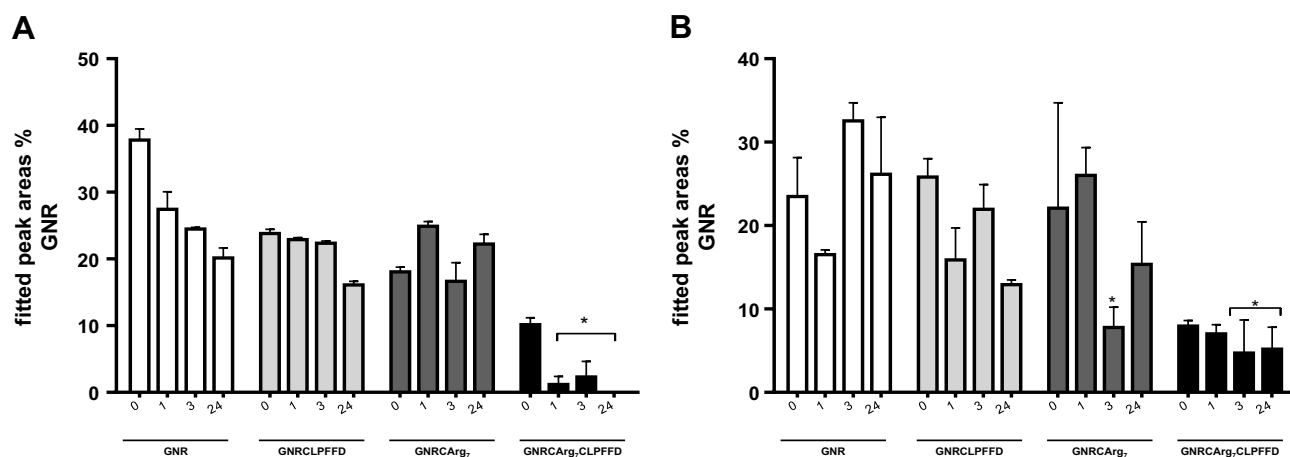 A
fitted peak areas %
GNR
50
40
30
20
10
0
0 1 3 24 0 1 3 24 0 1 3 24 0 1 3 24
*
GNR GNRCLPFFD GNRCArg₇ GNRCArg₇CLPFFD
B
fitted peak areas %
GNR
40
30
20
10
0
* *
0 1 3 24 0 1 3 24 0 1 3 24 0 1 3 24
GNR GNRCLPFFD GNRCArg₇ GNRCArg₇CLPFFD